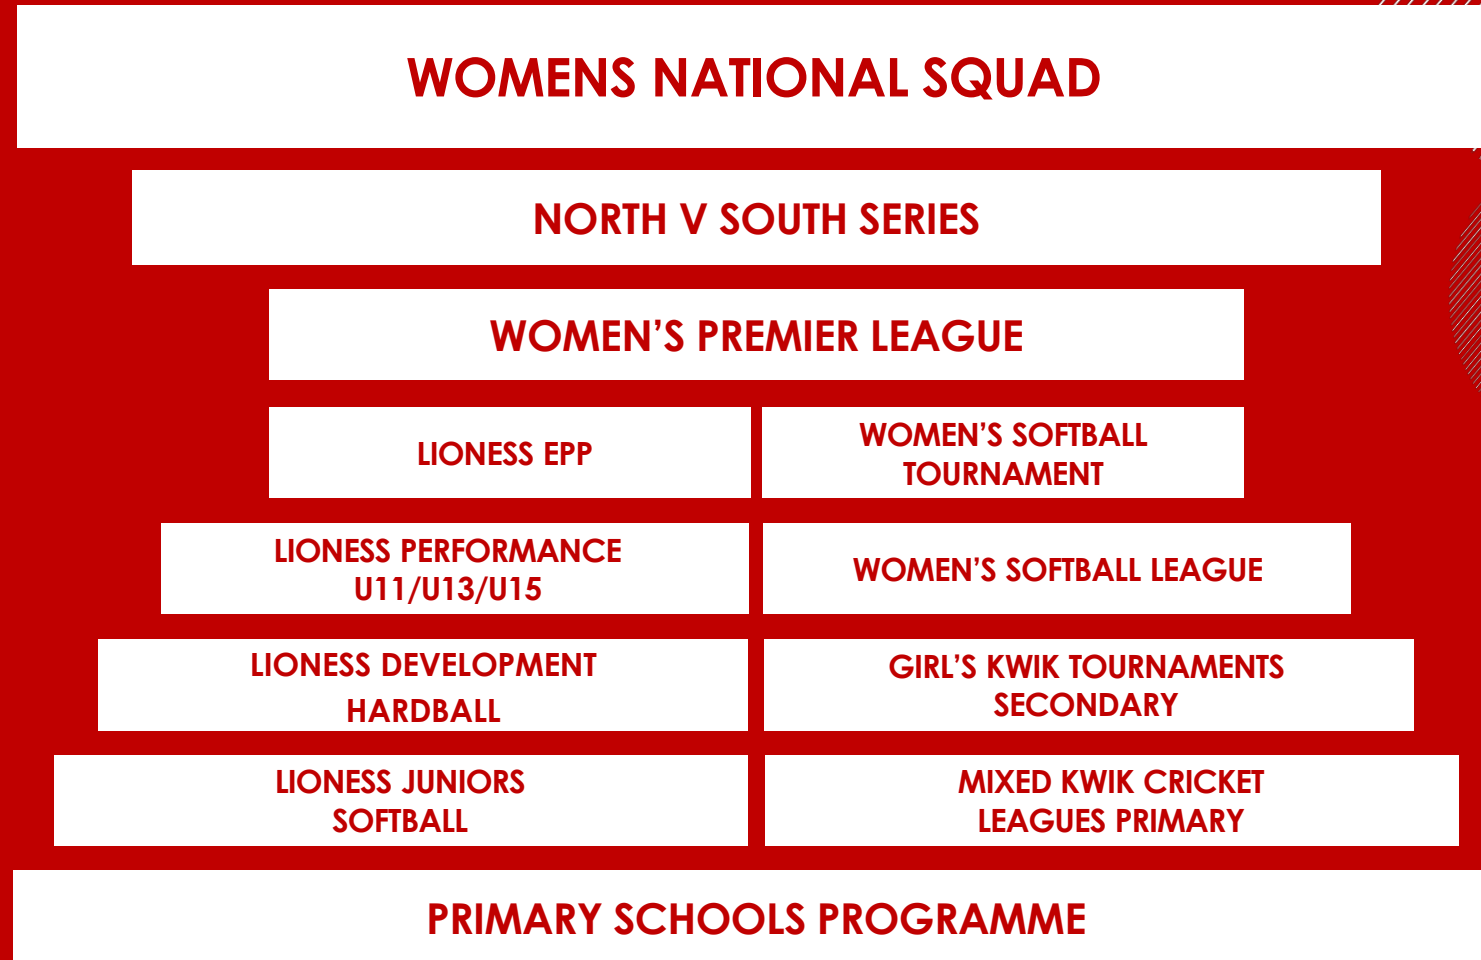 WOMENS NATIONAL SQUAD
NORTH V SOUTH SERIES
WOMEN’S PREMIER LEAGUE
LIONESS EPP
WOMEN’S SOFTBALL
TOURNAMENT
LIONESS PERFORMANCE
U11/U13/U15
WOMEN’S SOFTBALL LEAGUE
LIONESS DEVELOPMENT
HARDBALL
GIRL’S KWIK TOURNAMENTS
SECONDARY
LIONESS JUNIORS
SOFTBALL
MIXED KWIK CRICKET
LEAGUES PRIMARY
PRIMARY SCHOOLS PROGRAMME